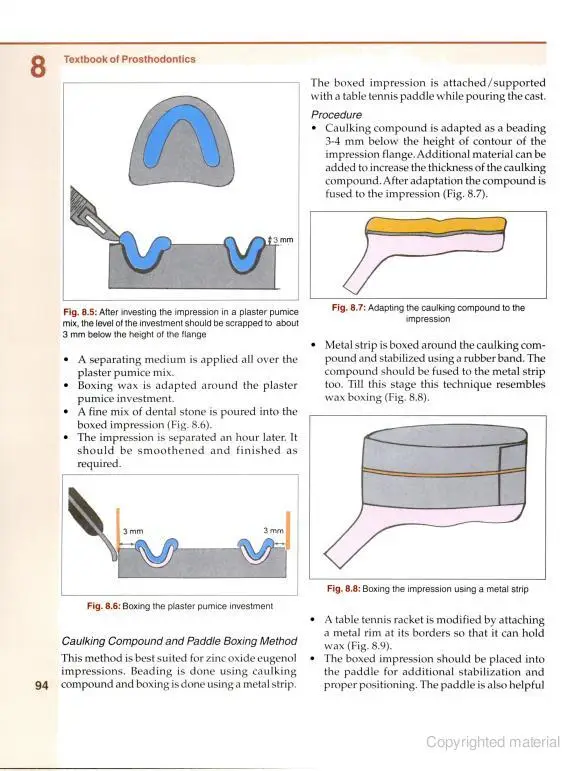 8
Textbook of Prosthodontics
3 mm
Fig. 8.5: After investing the impression in a plaster pumice
mix, the level of the investment should be scrapped to about
3 mm below the height of the flange
• A separating medium is applied all over the
plaster pumice mix.
• Boxing wax is adapted around the plaster
pumice investment.
• A fine mix of dental stone is poured into the
boxed impression (Fig. 8.6).
• The impression is separated an hour later. It
should be smoothened and finished as
required.
3 mm
3 mm
Fig. 8.6: Boxing the plaster pumice investment
Caulking Compound and Paddle Boxing Method
This method is best suited for zinc oxide eugenol
impressions. Beading is done using caulking
compound and boxing is done using a metal strip.
94
The boxed impression is attached/supported
with a table tennis paddle while pouring the cast.
Procedure
• Caulking compound is adapted as a beading
3-4 mm below the height of contour of the
impression flange. Additional material can be
added to increase the thickness of the caulking
compound. After adaptation the compound is
fused to the impression (Fig. 8.7).
Fig. 8.7: Adapting the caulking compound to the
impression
• Metal strip is boxed around the caulking com-
pound and stabilized using a rubber band. The
compound should be fused to the metal strip
too. Till this stage this technique resembles
wax boxing (Fig. 8.8).
Fig. 8.8: Boxing the impression using a metal strip
• A table tennis racket is modified by attaching
a metal rim at its borders so that it can hold
wax (Fig. 8.9).
• The boxed impression should be placed into
the paddle for additional stabilization and
proper positioning. The paddle is also helpful
Copyrighted material